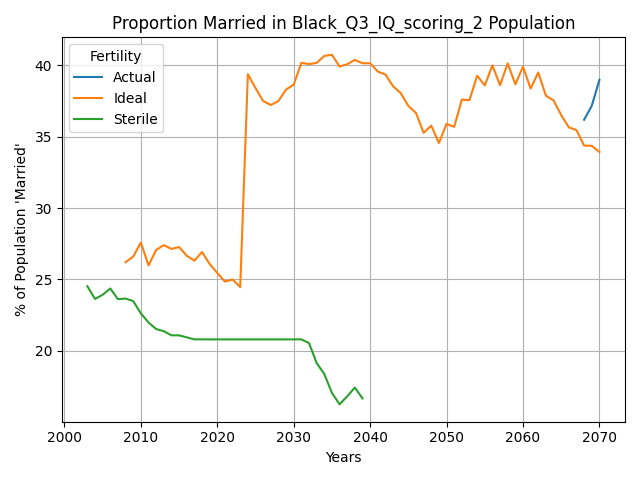 Proportion Married in Black_Q3_IQ_scoring_2 Population
Fertility
Actual
Ideal
Sterile
% of Population 'Married'
40
35
30
25
20
2000 2010 2020 2030 2040 2050 2060 2070
Years